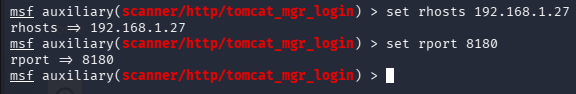 msf auxiliary(scanner/http/tomcat_mgr_login) > set rhosts 192.168.1.27
rhosts => 192.168.1.27
msf auxiliary(scanner/http/tomcat_mgr_login) > set rport 8180
rport => 8180
msf auxiliary(scanner/http/tomcat_mgr_login) >